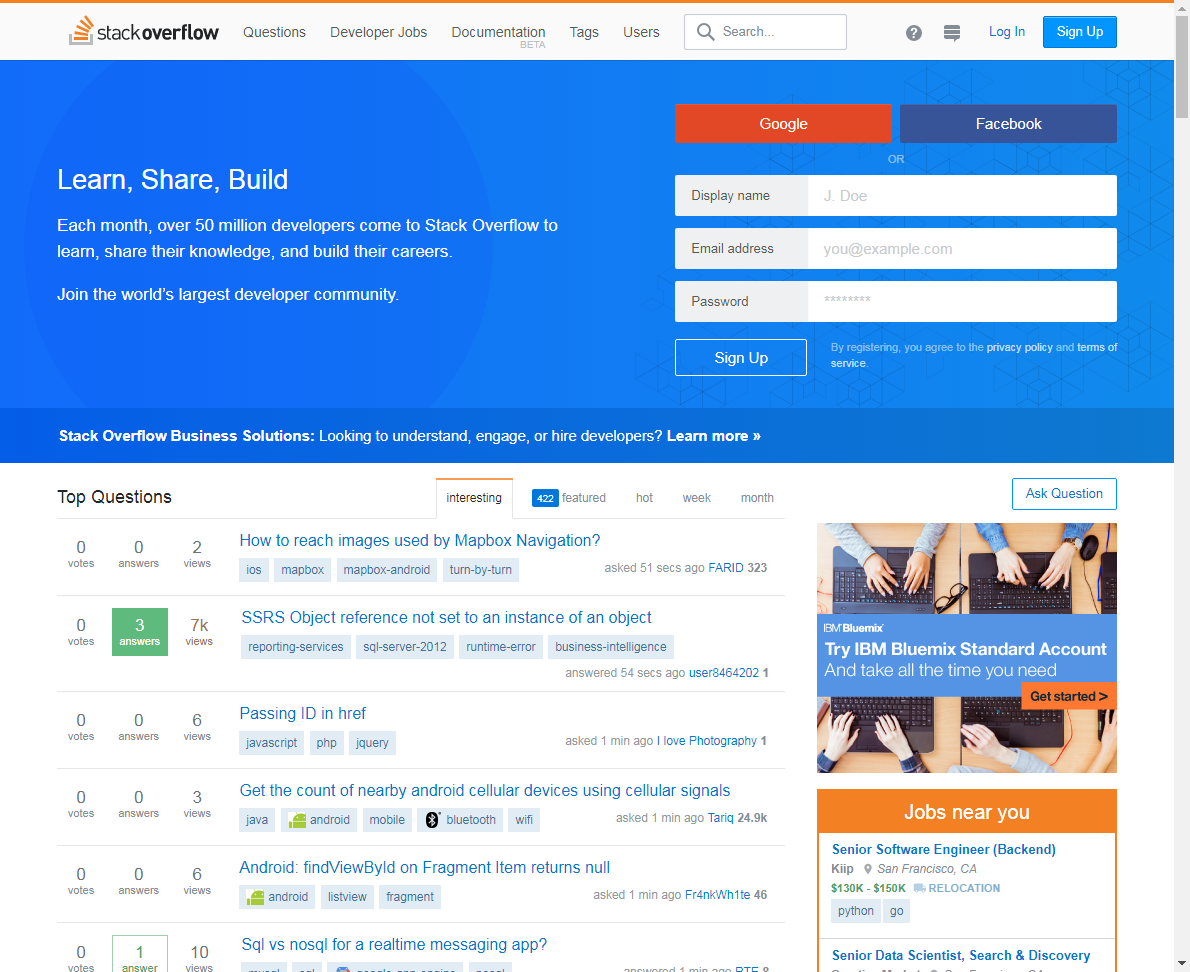 stackoverflow
Questions
Developer Jobs
Documentation
BETA
Tags
Users
Search...
?
Log In
Sign Up
Learn, Share, Build
Each month, over 50 million developers come to Stack Overflow to
learn, share their knowledge, and build their careers.
Join the world's largest developer community.
Google
Facebook
OR
Display name
J. Doe
Email address
you@example.com
Password
********
Sign Up
By registering, you agree to the privacy policy and terms of
service.
Stack Overflow Business Solutions: Looking to understand, engage, or hire developers? Learn more »
Top Questions
interesting
422 featured
hot
week
month
0 votes
0 answers
2 views
How to reach images used by Mapbox Navigation?
ios mapbox mapbox-android turn-by-turn
asked 51 secs ago FARID 323
0 votes
3 answers
7k views
SSRS Object reference not set to an instance of an object
reporting-services sql-server-2012 runtime-error business-intelligence
answered 54 secs ago user8464202 1
0 votes
0 answers
6 views
Passing ID in href
javascript php jquery
asked 1 min ago I love Photography 1
0 votes
0 answers
3 views
Get the count of nearby android cellular devices using cellular signals
java android mobile bluetooth wifi
asked 1 min ago Tariq 24.9k
0 votes
0 answers
6 views
Android: findViewById on Fragment Item returns null
android listview fragment
asked 1 min ago Fr4nkWh1te 46
0 votes
1 answer
10 views
Sql vs nosql for a realtime messaging app?
Ask Question
IBM Bluemix
Try IBM Bluemix Standard Account
And take all the time you need
Get started >
Jobs near you
Senior Software Engineer (Backend)
Kiip San Francisco, CA
$130K - $150K RELOCATION
python go
Senior Data Scientist, Search & Discovery